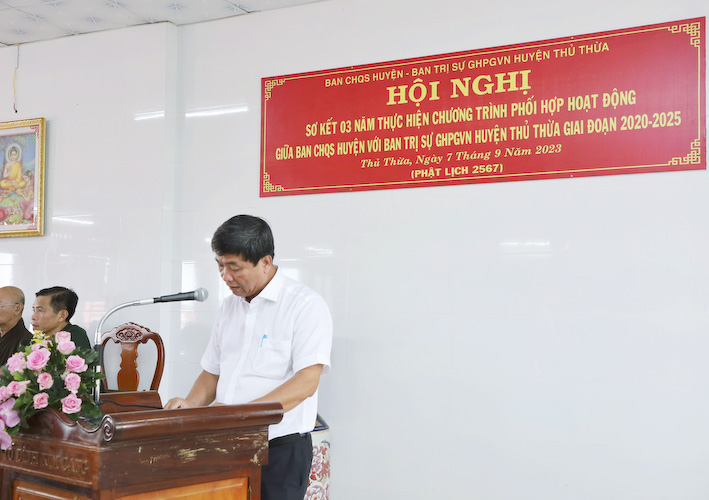 BAN CHQS HUYỆN - BAN TRỊ SỰ GHPGVN HUYỆN THỦ THỪA
HỘI NGHỊ
SƠ KẾT 03 NĂM THỰC HIỆN CHƯƠNG TRÌNH PHỐI HỢP HOẠT ĐỘNG
GIỮA BAN CHQS HUYỆN VỚI BAN TRỊ SỰ GHPGVN HUYỆN THỦ THỪA GIAI ĐOẠN 2020-2025
Thủ Thừa, Ngày 7 Tháng 9 Năm 2023
(PHẬT LỊCH 2567)